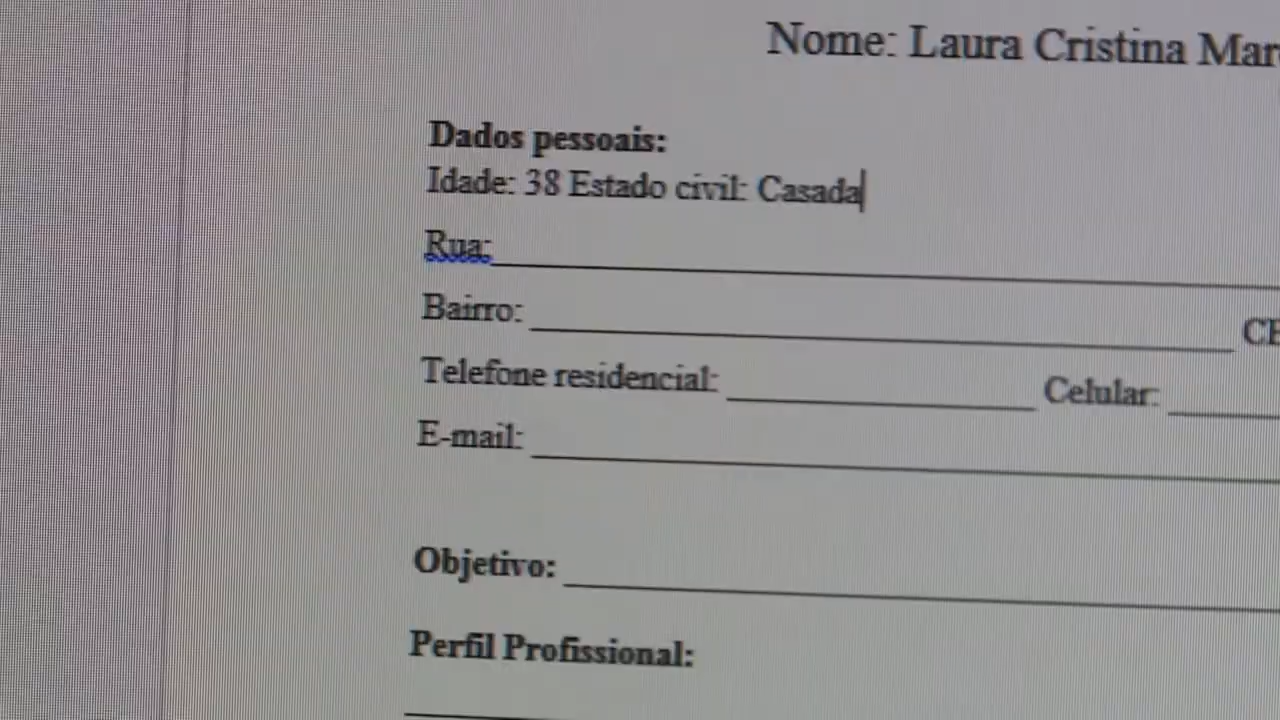 Nome: Laura Cristina
Dados pessoais:
Idade: 38 Estado civil: Casada
Rua:
Bairro:
Telefone residencial: Celular:
E-mail:
Objetivo:
Perfil Profissional: